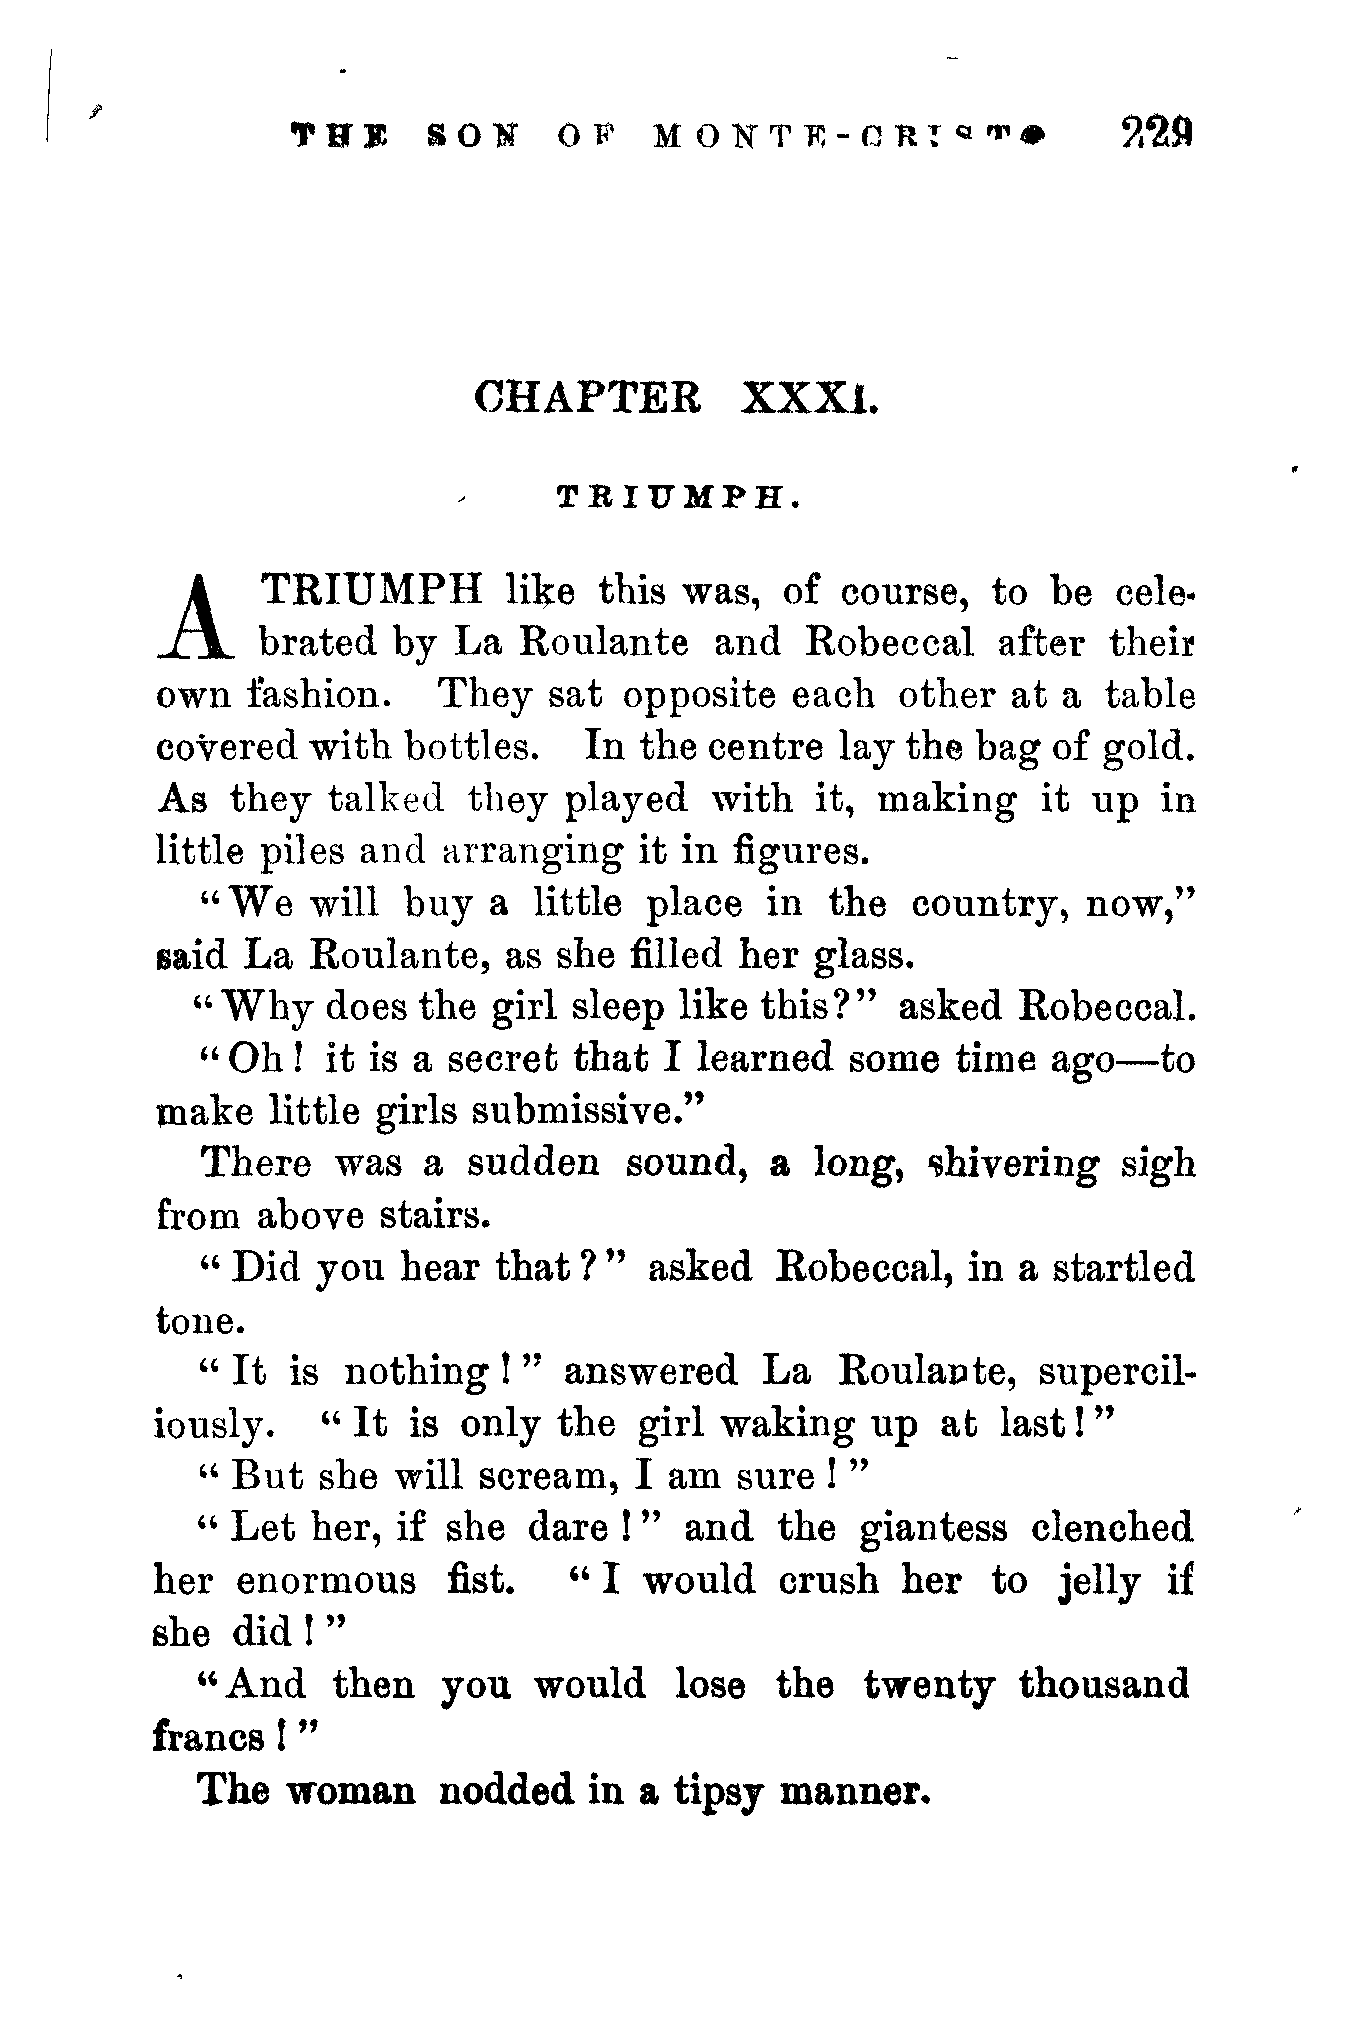 THE SON OF MONTE-CRISTO 229
CHAPTER XXXI.
TRIUMPH.
A TRIUMPH like this was, of course, to be cele-
brated by La Roulante and Robeccal after their
own fashion. They sat opposite each other at a table
covered with bottles. In the centre lay the bag of gold.
As they talked they played with it, making it up in
little piles and arranging it in figures.
“We will buy a little place in the country, now,”
said La Roulante, as she filled her glass.
“Why does the girl sleep like this?” asked Robeccal.
“Oh! it is a secret that I learned some time ago—to
make little girls submissive.”
There was a sudden sound, a long, shivering sigh
from above stairs.
“Did you hear that?” asked Robeccal, in a startled
tone.
“It is nothing!” answered La Roulante, supercil-
iously. “It is only the girl waking up at last!”
“But she will scream, I am sure!”
“Let her, if she dare!” and the giantess clenched
her enormous fist. “I would crush her to jelly if
she did!”
“And then you would lose the twenty thousand
francs!”
The woman nodded in a tipsy manner.